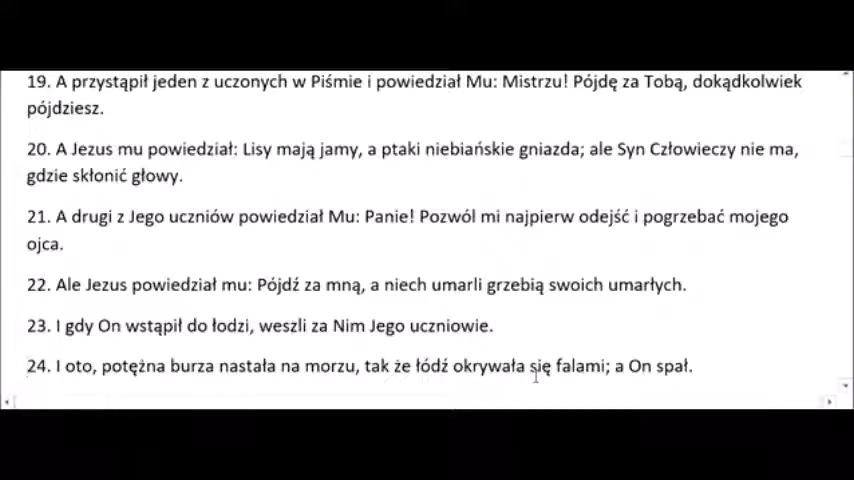 19. A przystąpił jeden z uczonych w Piśmie i powiedział Mu: Mistrzu! Pójdę za Tobą, dokądkolwiek
pójdziesz.
20. A Jezus mu powiedział: Lisy mają jamy, a ptaki niebiańskie gniazda; ale Syn Człowieczy nie ma,
gdzie skłonić głowy.
21. A drugi z Jego uczniów powiedział Mu: Panie! Pozwól mi najpierw odejść i pogrzebać mojego
ojca.
22. Ale Jezus powiedział mu: Pójdź za mną, a niech umarli grzebią swoich umarłych.
23. I gdy On wstąpił do łodzi, weszli za Nim Jego uczniowie.
24. I oto, potężna burza nastała na morzu, tak że łódź okrywała się falami; a On spał.